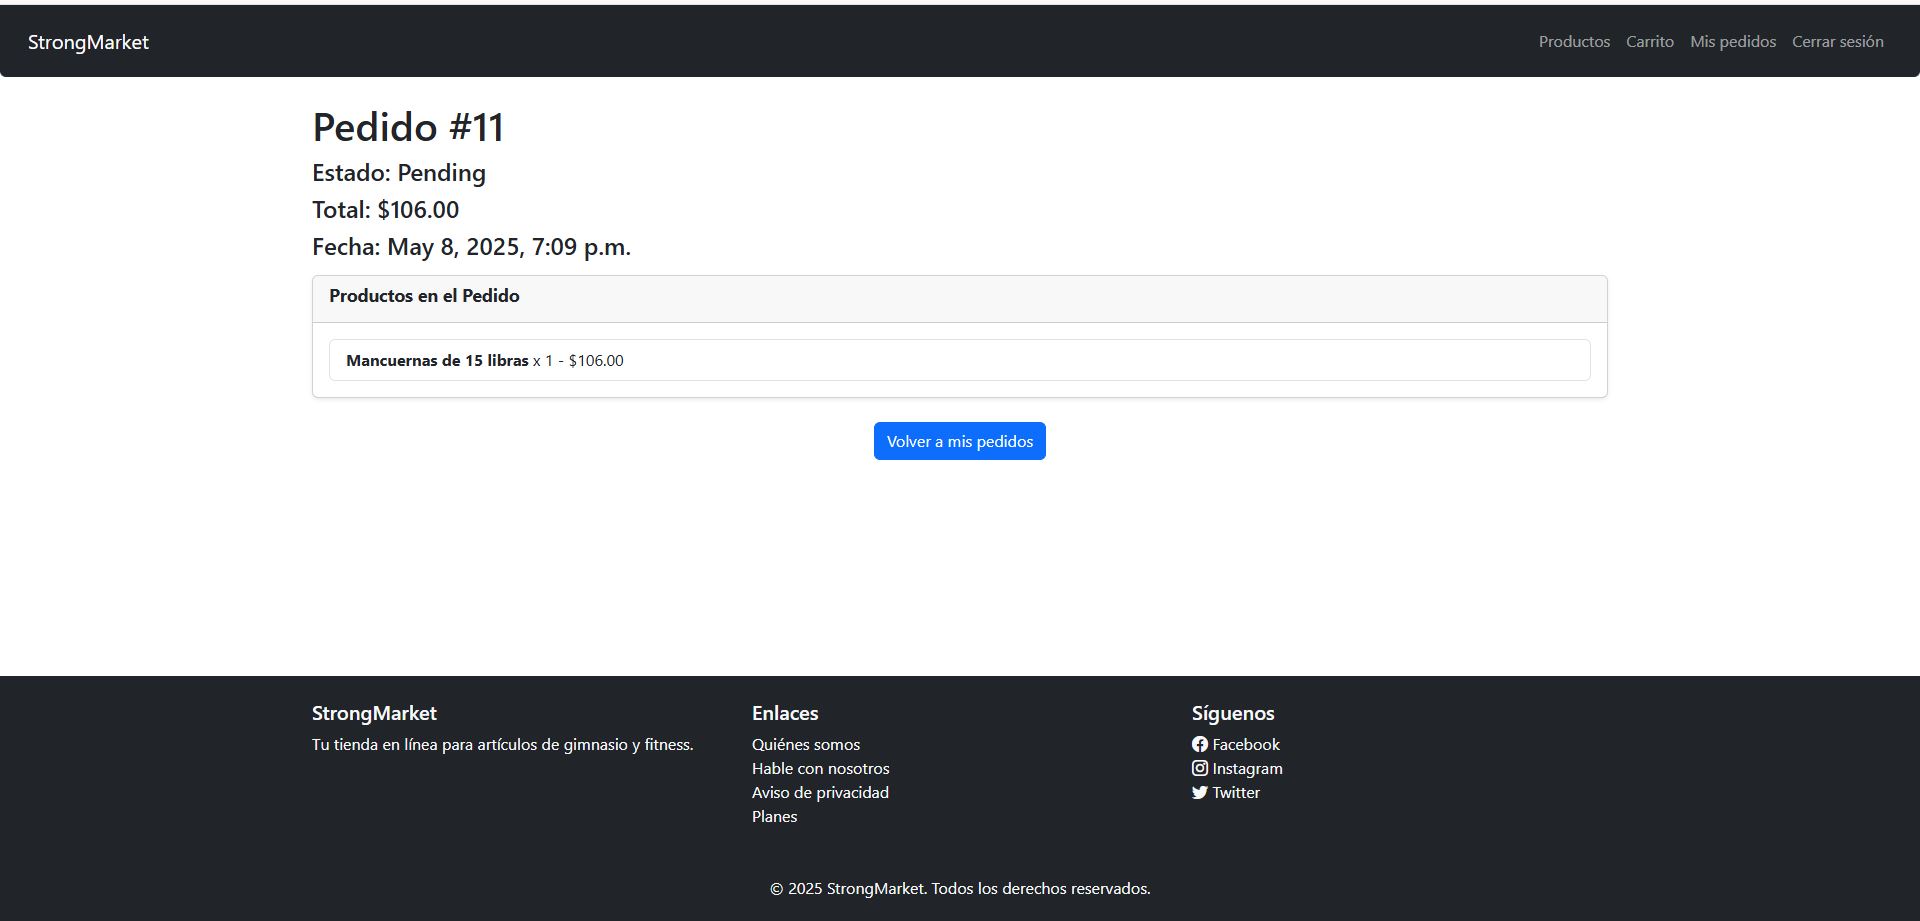 StrongMarket
Productos Carrito Mis pedidos Cerrar sesión
Pedido #11
Estado: Pending
Total: $106.00
Fecha: May 8, 2025, 7:09 p.m.
Productos en el Pedido
Mancuernas de 15 libras x 1 - $106.00
Volver a mis pedidos
StrongMarket
Tu tienda en línea para artículos de gimnasio y fitness.
Enlaces
Quiénes somos
Hable con nosotros
Aviso de privacidad
Planes
Síguenos
Facebook
Instagram
Twitter
© 2025 StrongMarket. Todos los derechos reservados.